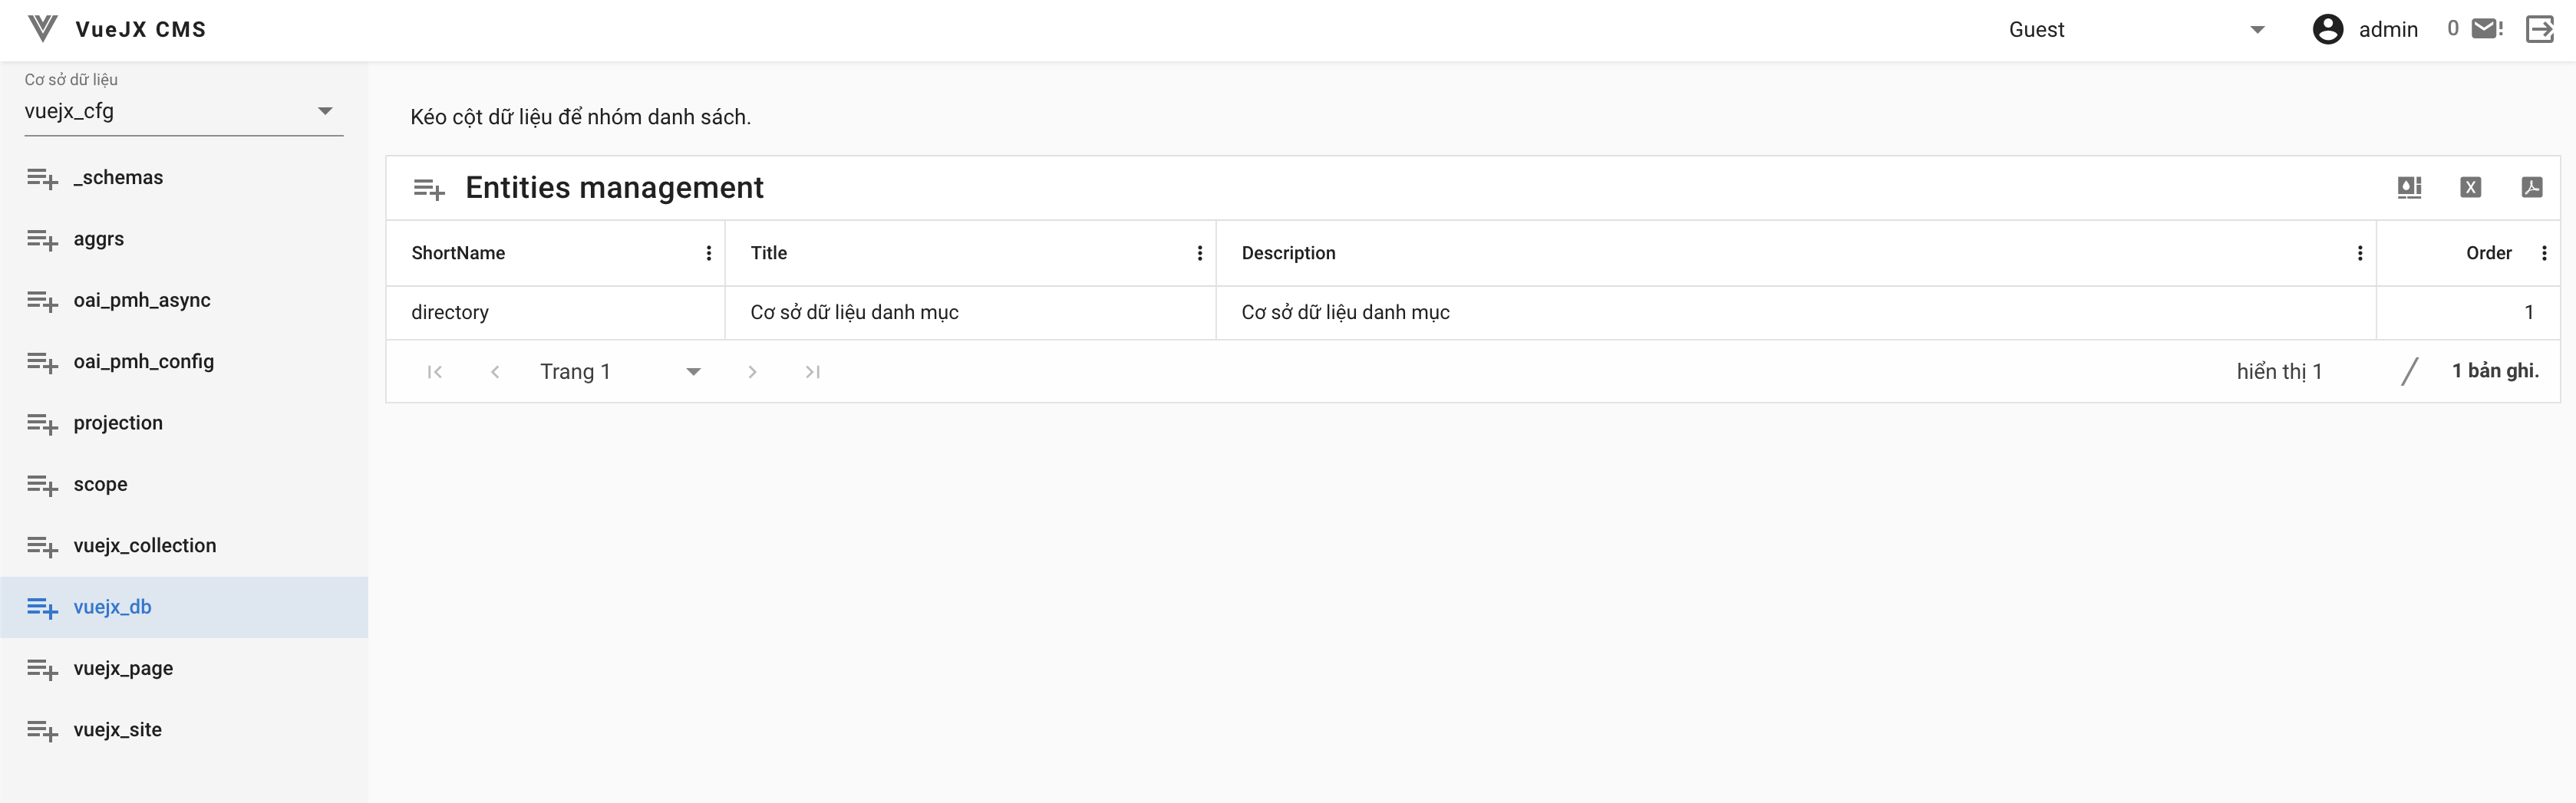 VueJX CMS
Guest
admin
0
Cơ sở dữ liệu
vuejx_cfg
_schemas
aggrs
oai_pmh_async
oai_pmh_config
projection
scope
vuejx_collection
vuejx_db
vuejx_page
vuejx_site
Kéo cột dữ liệu để nhóm danh sách.
Entities management
ShortName Title Description Order
directory Cơ sở dữ liệu danh mục Cơ sở dữ liệu danh mục 1
Trang 1 hiển thị 1 / 1 bản ghi.